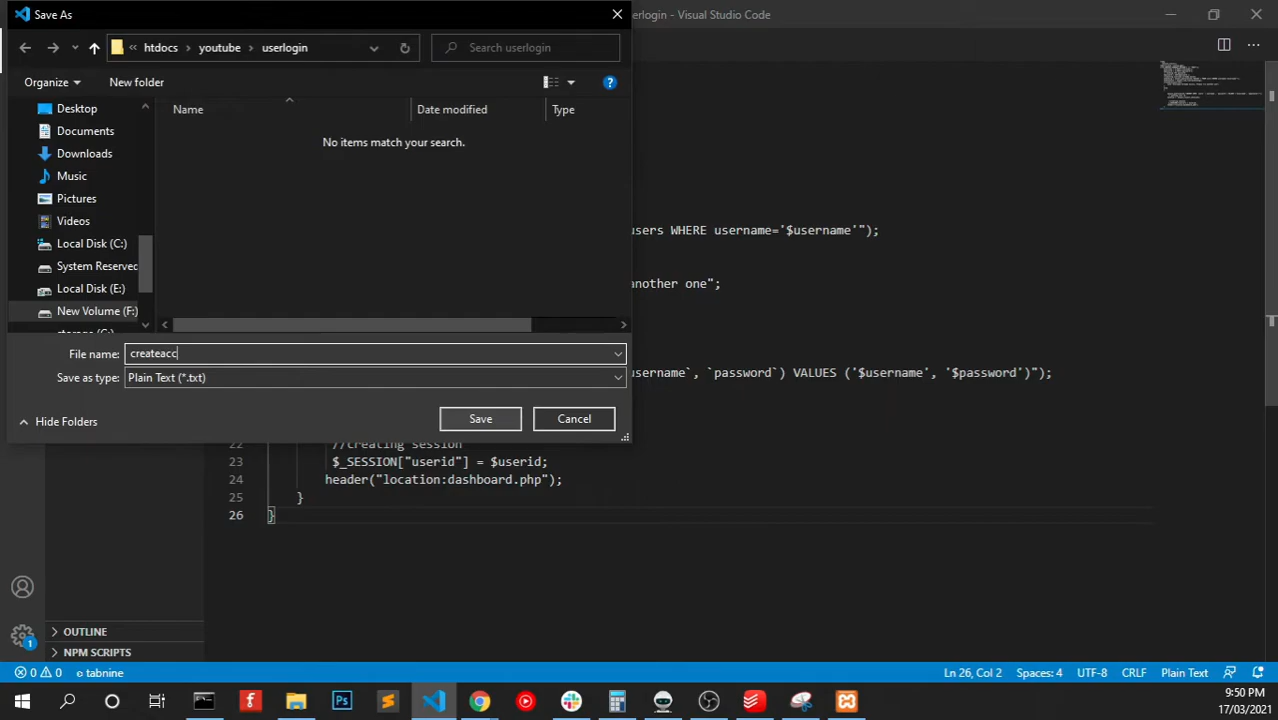 Save As
userlogin - Visual Studio Code
htdocs
youtube
userlogin
Search userlogin
Organize
New folder
?
Name
Date modified
Type
Desktop
Documents
Downloads
Music
Pictures
Videos
Local Disk (C:)
System Reserved
Local Disk (E:)
New Volume (F:)
No items match your search.
File name:
createacc
Save as type:
Plain Text (*.txt)
Hide Folders
Save
Cancel
users WHERE username='$username'");
another one";
username`, `password`) VALUES ('$username', '$password')");
22 //creating session
23 $_SESSION["userid"] = $userid;
24 header("location:dashboard.php");
25 }
26 }
OUTLINE
NPM SCRIPTS
1
0 0 tabnine
Ln 26, Col 2
Spaces: 4
UTF-8
CRLF
Plain Text
Ps
9:50 PM
17/03/2021